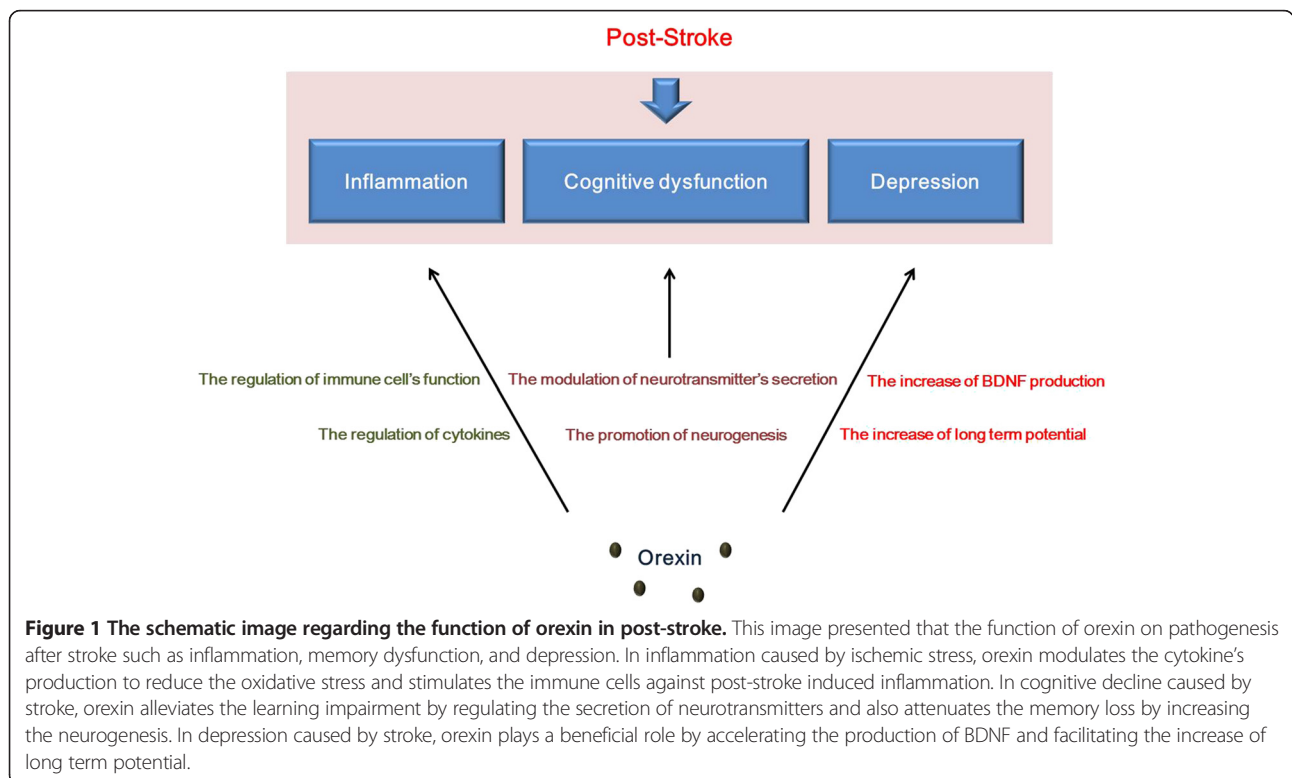 Post-Stroke
Inflammation
Cognitive dysfunction
Depression
The regulation of immune cell's function
The modulation of neurotransmitter's secretion
The increase of BDNF production
The regulation of cytokines
The promotion of neurogenesis
The increase of long term potential
Orexin
Figure 1 The schematic image regarding the function of orexin in post-stroke. This image presented that the function of orexin on pathogenesis
after stroke such as inflammation, memory dysfunction, and depression. In inflammation caused by ischemic stress, orexin modulates the cytokine's
production to reduce the oxidative stress and stimulates the immune cells against post-stroke induced inflammation. In cognitive decline caused by
stroke, orexin alleviates the learning impairment by regulating the secretion of neurotransmitters and also attenuates the memory loss by increasing
the neurogenesis. In depression caused by stroke, orexin plays a beneficial role by accelerating the production of BDNF and facilitating the increase of
long term potential.